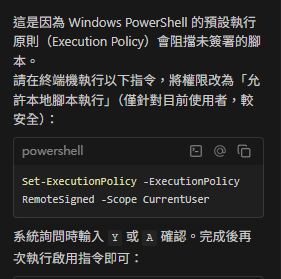 這是因為 Windows PowerShell 的預設執行
原則（Execution Policy）會阻擋未簽署的腳
本。
請在終端機執行以下指令，將權限改為「允
許本地腳本執行」（僅針對目前使用者，較
安全）：
powershell
Set-ExecutionPolicy -ExecutionPolicy
RemoteSigned -Scope CurrentUser
系統詢問時輸入 Y 或 A 確認。完成後再
次執行啟用指令即可：